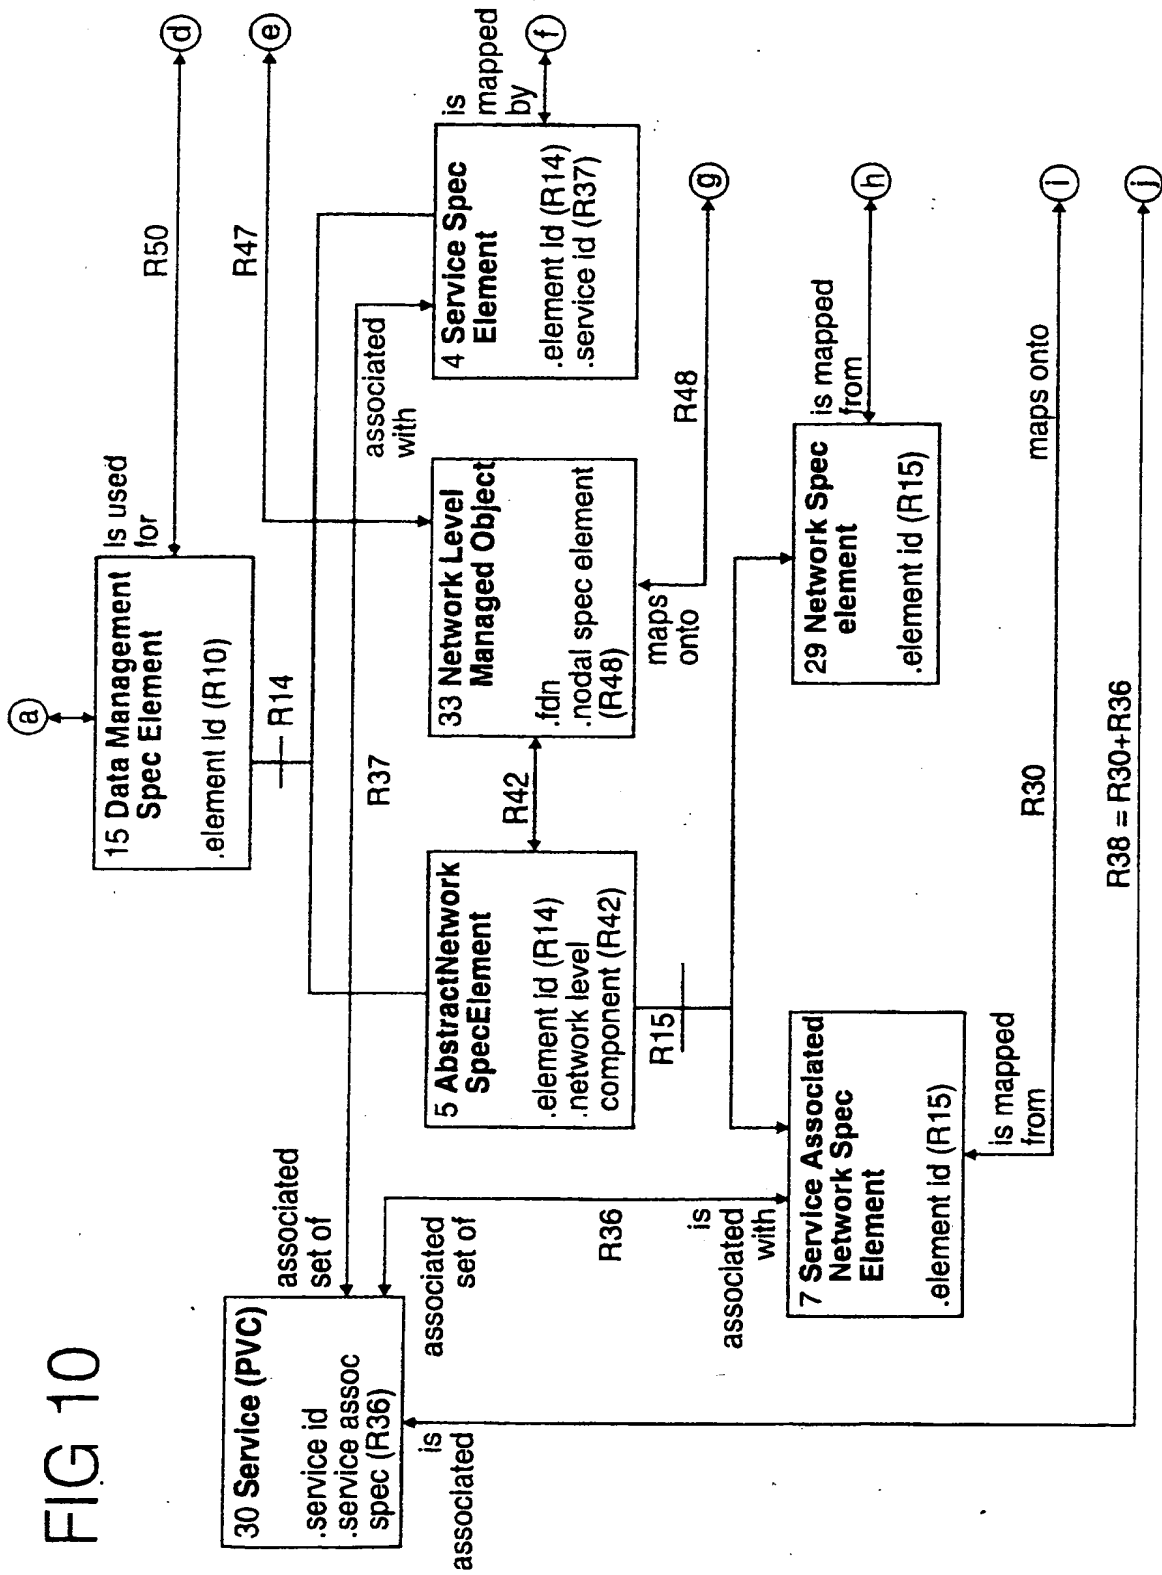 FIG 10
a
15 Data Management
Spec Element
.element id (R10)
is used
for
R50
d
R47
e
R14
30 Service (PVC)
.service id
.service assoc
spec (R36)
associated
set of
R37
associated
with
4 Service Spec
Element
.element id (R14)
.service id (R37)
is
mapped
by
f
5 AbstractNetwork
SpecElement
.element id (R14)
.network level
component (R42)
R42
33 Network Level
Managed Object
.fdn
.nodal spec element
(R48)
maps
onto
R48
g
associated
set of
R36
is
associated
with
R15
7 Service Associated
Network Spec
Element
.element id (R15)
29 Network Spec
element
.element id (R15)
is mapped
from
h
is mapped
from
R30
maps onto
i
is
associated
R38 = R30+R36
j